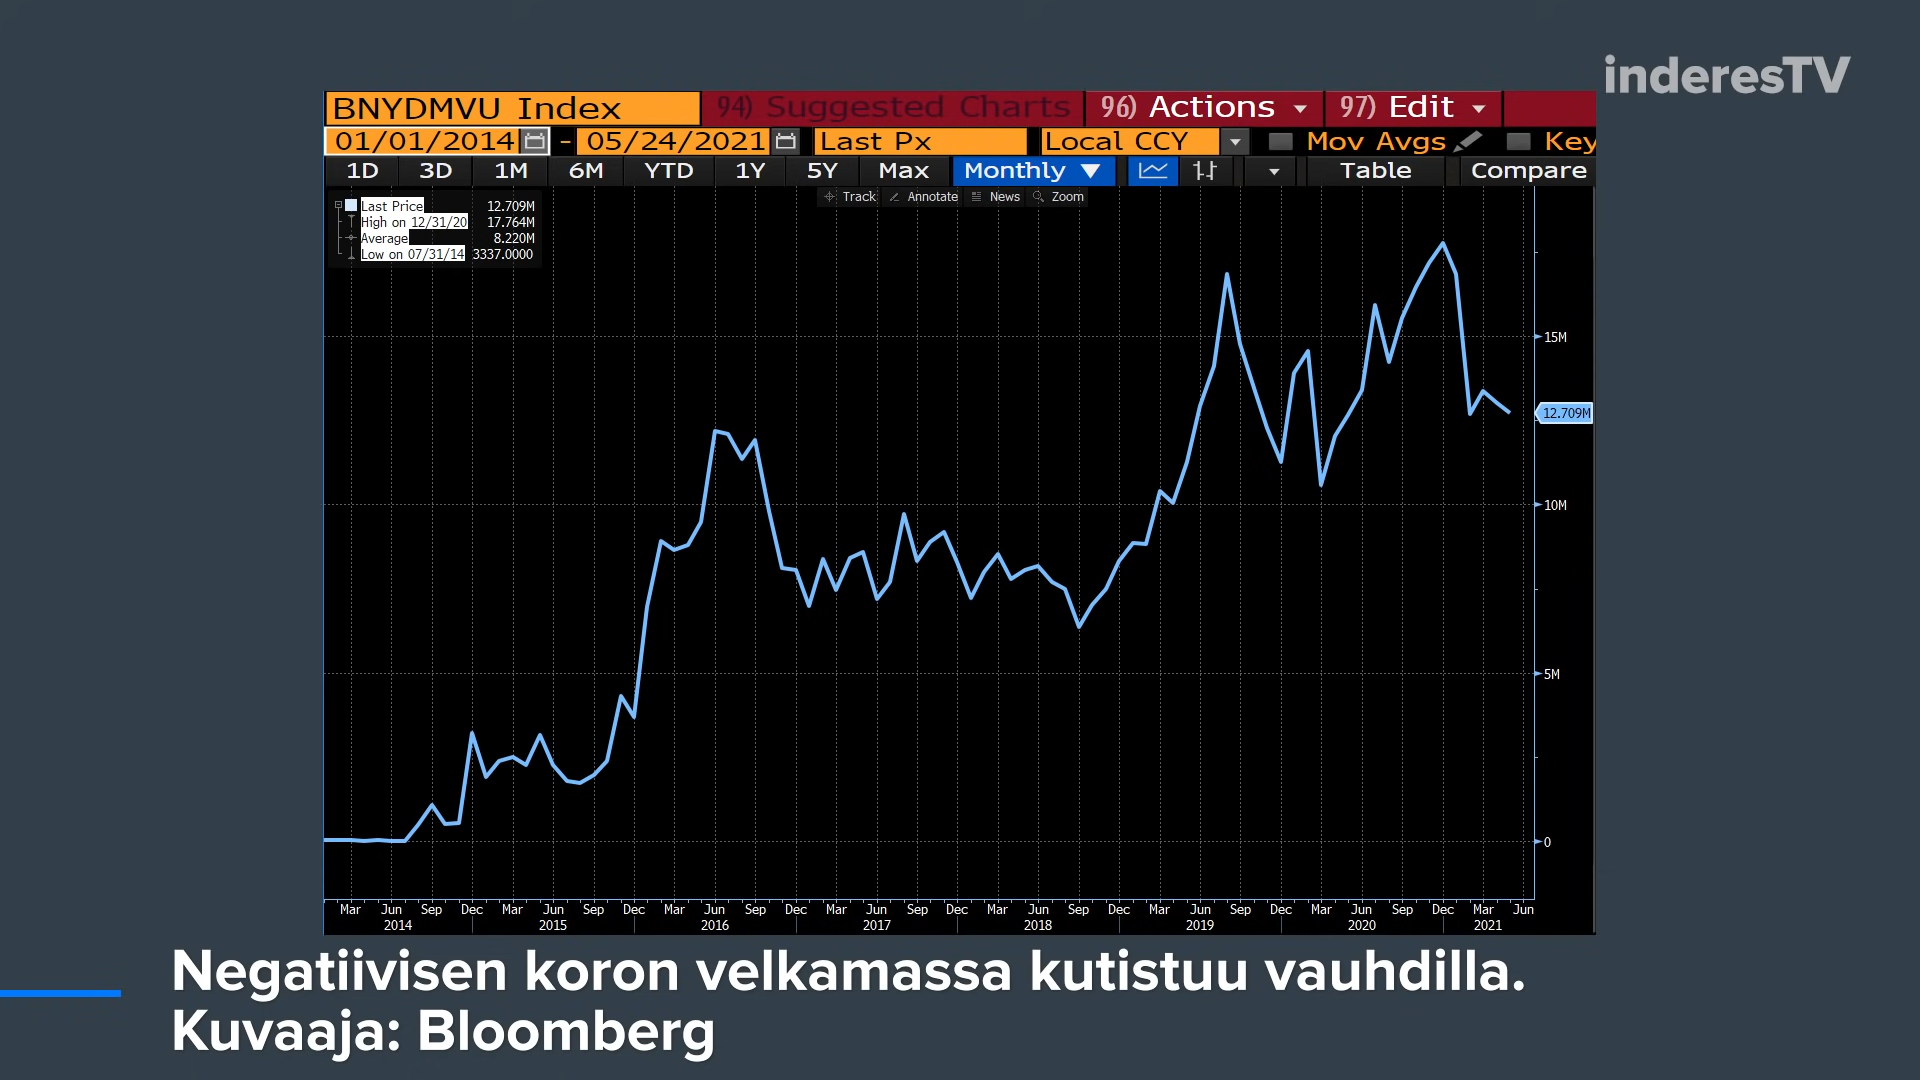 inderesTV
BNYDMVU Index 94) Suggested Charts 96) Actions 97) Edit
01/01/2014 - 05/24/2021 Last Px Local CCY Mov Avgs Key
1D 3D 1M 6M YTD 1Y 5Y Max Monthly ▼ Table Compare
Track Annotate News Zoom
Last Price 12.709M
High on 12/31/20 17.764M
Average 8.220M
Low on 07/31/14 3337.0000
15M
12.709M
10M
5M
0
Mar Jun Sep Dec Mar Jun Sep Dec Mar Jun Sep Dec Mar Jun Sep Dec Mar Jun Sep Dec Mar Jun Sep Dec Mar Jun Sep Dec Mar Jun
2014 2015 2016 2017 2018 2019 2020 2021
Negatiivisen koron velkamassa kutistuu vauhdilla.
Kuvaaja: Bloomberg